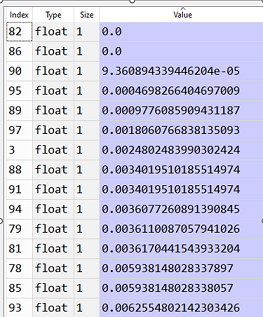 Index Type Size Value
82 float 1 0.0
86 float 1 0.0
90 float 1 9.360894339446204e-05
95 float 1 0.0004698266404697009
89 float 1 0.0009776085909431187
97 float 1 0.0018060766838135093
3 float 1 0.0024802483990302424
88 float 1 0.0034019510185514974
91 float 1 0.0034019510185514974
94 float 1 0.0036077260891390845
79 float 1 0.0036110087057941026
81 float 1 0.0036170441543933204
78 float 1 0.005938148028337897
85 float 1 0.005938148028338057
93 float 1 0.0062554802142303426